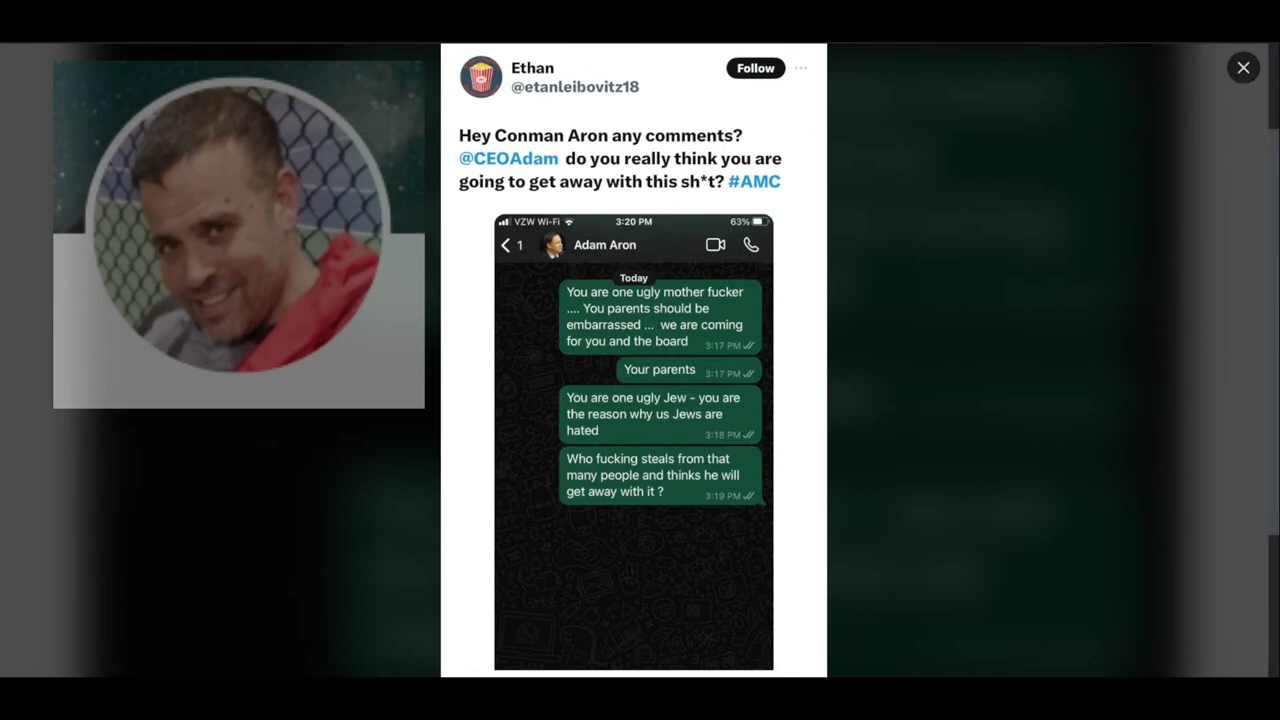 Ethan
@etanleibovitz18
Follow
Hey Conman Aron any comments?
@CEOAdam do you really think you are
going to get away with this sh*t? #AMC
VZW Wi-Fi 3:20 PM 63%
1 Adam Aron
Today
You are one ugly mother fucker
.... You parents should be
embarrassed ... we are coming
for you and the board 3:17 PM
Your parents 3:17 PM
You are one ugly Jew - you are
the reason why us Jews are
hated 3:18 PM
Who fucking steals from that
many people and thinks he will
get away with it ? 3:19 PM